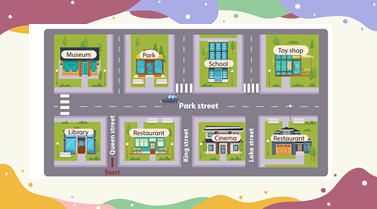 Museum
Park
School
Toy shop
Park street
Library
Queen street
Restaurant
King street
Cinema
Lake street
Restaurant
Start